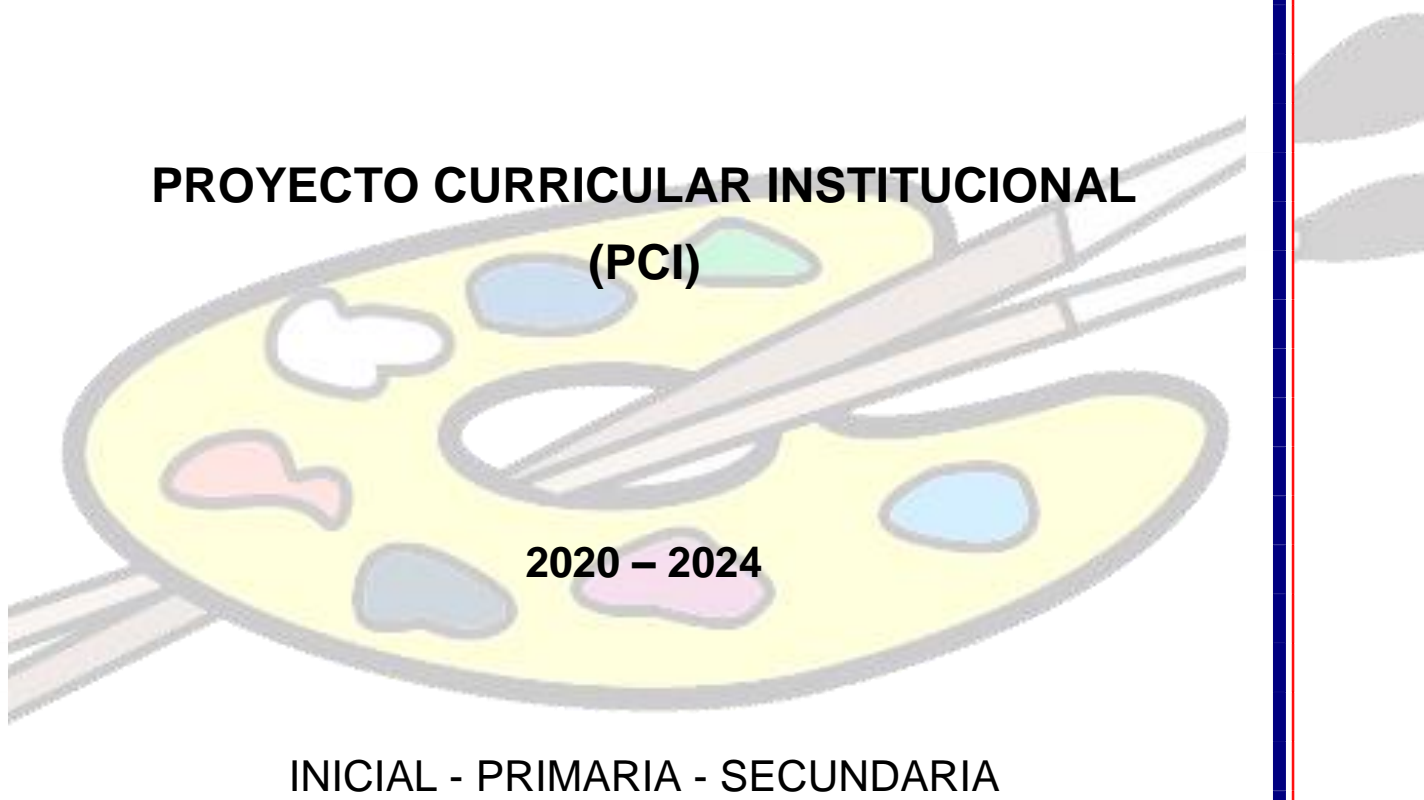 PROYECTO CURRICULAR INSTITUCIONAL
(PCI)
2020 – 2024
INICIAL - PRIMARIA - SECUNDARIA